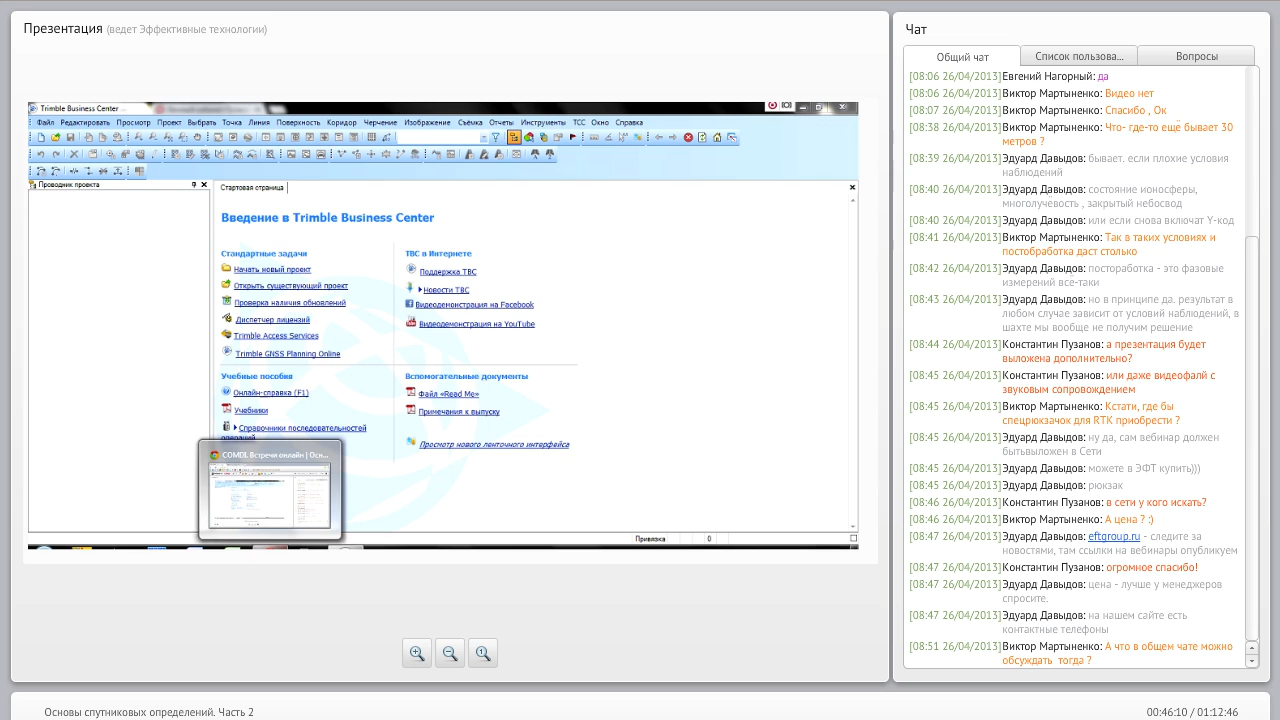 Презентация (ведет Эффективные технологии)
Trimble Business Center
Файл Редактировать Просмотр Проект Выбрать Точка Линия Поверхность Коридор Черчение Изображение Съёмка Отчеты Инструменты TCC Окно Справка
Проводник проекта
Стартовая страница
Введение в Trimble Business Center
Стандартные задачи
Начать новый проект
Открыть существующий проект
Проверка наличия обновлений
Диспетчер лицензий
Trimble Access Services
Trimble GNSS Planning Online
TBC в Интернете
Поддержка TBC
Новости TBC
Видеодемонстрация на Facebook
Видеодемонстрация на YouTube
Учебные пособия
Онлайн-справка (F1)
Учебники
Справочники последовательностей
операций
Вспомогательные документы
Файл «Read Me»
Примечания к выпуску
Просмотр нового ленточного интерфейса
COMDI. Встречи онлайн | Осн...
Привязка
0
Основы спутниковых определений. Часть 2
00:46:10 / 01:12:46
Чат
Общий чат
Список пользова...
Вопросы
[08:06 26/04/2013]Евгений Нагорный: да
[08:06 26/04/2013]Виктор Мартыненко: Видео нет
[08:07 26/04/2013]Виктор Мартыненко: Спасибо , Ок
[08:38 26/04/2013]Виктор Мартыненко: Что- где-то ещё бывает 30
метров ?
[08:39 26/04/2013]Эдуард Давыдов: бывает. если плохие условия
наблюдений
[08:40 26/04/2013]Эдуард Давыдов: состояние ионосферы,
многолучевость , закрытый небосвод
[08:40 26/04/2013]Эдуард Давыдов: или если снова включат Y-код
[08:41 26/04/2013]Виктор Мартыненко: Так в таких условиях и
постобработка даст столько
[08:42 26/04/2013]Эдуард Давыдов: посторабoтка - это фазовые
измерений все-таки
[08:43 26/04/2013]Эдуард Давыдов: но в принципе да. результат в
любом случае зависит от условий наблюдений, в
шахте мы вообще не получим решение
[08:44 26/04/2013]Константин Пузанов: а презентация будет
выложена дополнительно?
[08:45 26/04/2013]Константин Пузанов: или даже видеофалй с
звуковым сопровождением
[08:45 26/04/2013]Виктор Мартыненко: Кстати, где бы
спецрюкзачок для RTK приобрести ?
[08:45 26/04/2013]Эдуард Давыдов: ну да, сам вебинар должен
бытьвыложен в Сети
[08:45 26/04/2013]Эдуард Давыдов: можете в ЭФТ купить)))
[08:45 26/04/2013]Эдуард Давыдов: рюкзак
[08:46 26/04/2013]Константин Пузанов: в сети у кого искать?
[08:46 26/04/2013]Виктор Мартыненко: А цена ? :)
[08:47 26/04/2013]Эдуард Давыдов: eftgroup.ru - следите за
новостями, там ссылки на вебинары опубликуем
[08:47 26/04/2013]Константин Пузанов: огромное спасибо!
[08:47 26/04/2013]Эдуард Давыдов: цена - лучше у менеджеров
спросите.
[08:47 26/04/2013]Эдуард Давыдов: на нашем сайте есть
контактные телефоны
[08:51 26/04/2013]Виктор Мартыненко: А что в общем чате можно
обсуждать тогда ?